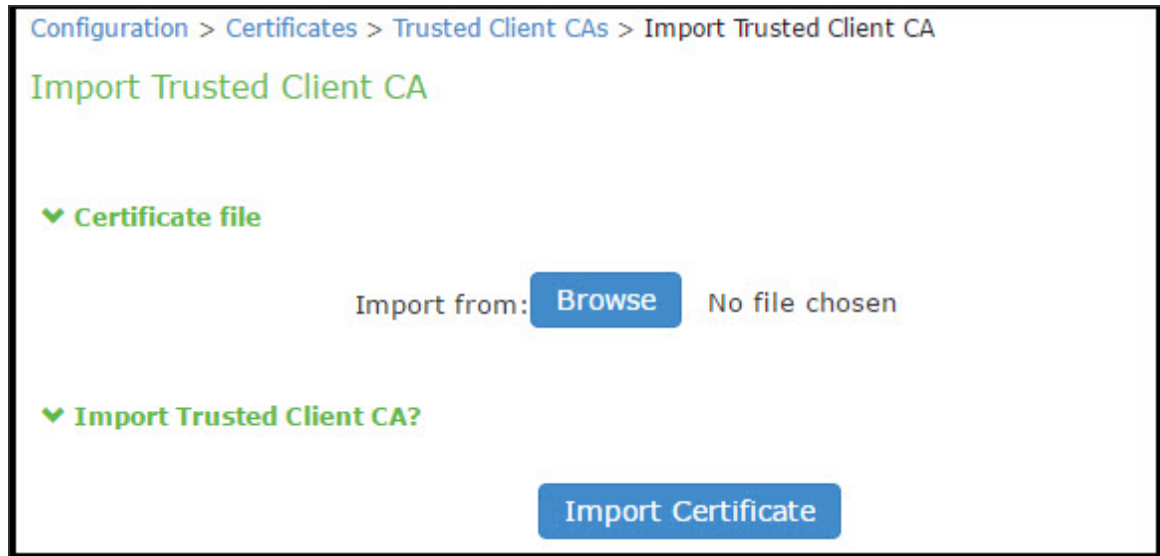 Configuration > Certificates > Trusted Client CAs > Import Trusted Client CA
Import Trusted Client CA
Certificate file
Import from: Browse No file chosen
Import Trusted Client CA?
Import Certificate